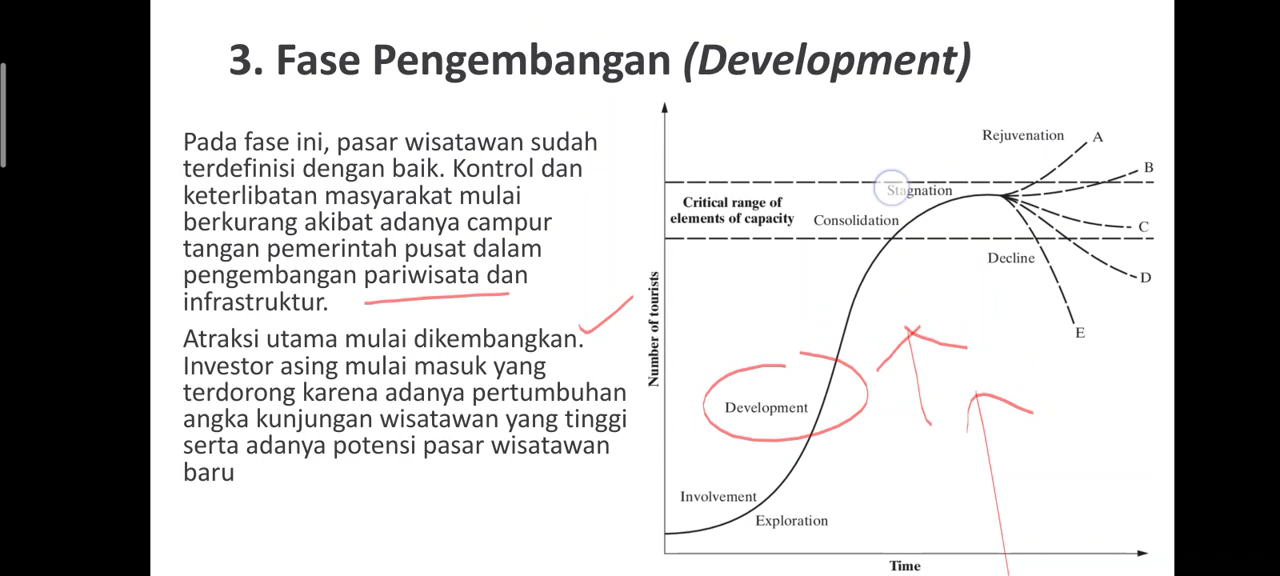 3. Fase Pengembangan (Development)
Pada fase ini, pasar wisatawan sudah
terdefinisi dengan baik. Kontrol dan
keterlibatan masyarakat mulai
berkurang akibat adanya campur
tangan pemerintah pusat dalam
pengembangan pariwisata dan
infrastruktur.
Atraksi utama mulai dikembangkan.
Investor asing mulai masuk yang
terdorong karena adanya pertumbuhan
angka kunjungan wisatawan yang tinggi
serta adanya potensi pasar wisatawan
baru
Number of tourists
Rejuvenation
A
B
Stagnation
Critical range of
elements of capacity
Consolidation
C
Decline
D
E
Development
Involvement
Exploration
Time